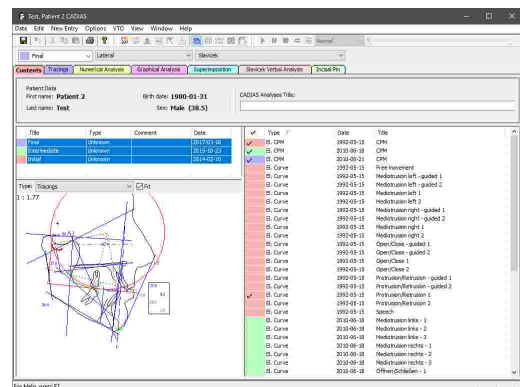 Test, Patient 2 CADIAS
Data Edit New Entry Options VTO View Window Help
Final Lateral Slavicek
Contents Tracings Numerical Analysis Graphical Analysis Superimposition Slavicek Verbal Analysis Incisal Pin
Patient Data
First name: Patient 2 Birth date: 1980-01-31 CADIAS Analyses Title:
Last name: Test Sex: Male (38.5)
Title Type Comment Date
Final Unknown 2017-03-18
Intermediate Unknown 2015-10-23
Initial Unknown 2014-02-10
Type: Tracings Fit
1 : 1.77
Type Date Title
El. CPM 1992-05-15 CPM
El. CPM 2010-06-18 CPM
El. CPM 2010-06-21 CPM
El. Curve 1992-05-15 Free movement
El. Curve 1992-05-15 Mediotrusion left - guided 1
El. Curve 1992-05-15 Mediotrusion left - guided 2
El. Curve 1992-05-15 Mediotrusion left 1
El. Curve 1992-05-15 Mediotrusion left 2
El. Curve 1992-05-15 Mediotrusion right - guided 1
El. Curve 1992-05-15 Mediotrusion right - guided 2
El. Curve 1992-05-15 Mediotrusion right 1
El. Curve 1992-05-15 Mediotrusion right 2
El. Curve 1992-05-15 Open/Close - guided 1
El. Curve 1992-05-15 Open/Close - guided 2
El. Curve 1992-05-15 Open/Close 1
El. Curve 1992-05-15 Open/Close 2
El. Curve 1992-05-15 Protrusion/Retrusion - guided 1
El. Curve 1992-05-15 Protrusion/Retrusion - guided 2
El. Curve 1992-05-15 Protrusion/Retrusion 1
El. Curve 1992-05-15 Protrusion/Retrusion 2
El. Curve 1992-05-15 Speech
El. Curve 2010-06-18 Mediotrusion links - 1
El. Curve 2010-06-18 Mediotrusion links - 2
El. Curve 2010-06-18 Mediotrusion links - 3
El. Curve 2010-06-18 Mediotrusion rechts - 1
El. Curve 2010-06-18 Mediotrusion rechts - 2
El. Curve 2010-06-18 Mediotrusion rechts - 3
El. Curve 2010-06-18 Öffnen/Schließen - 1
For Help, press F1